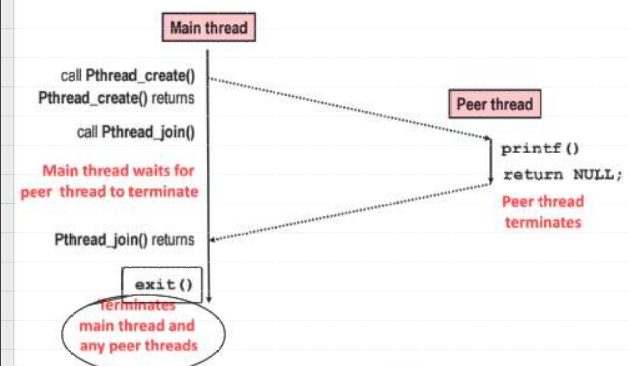 Main thread
call Pthread_create()
Pthread_create() returns
Peer thread
call Pthread_join()
printf()
Main thread waits for
peer thread to terminate
return NULL;
Peer thread
terminates
Pthread_join() returns
exit()
Terminates
main thread and
any peer threads